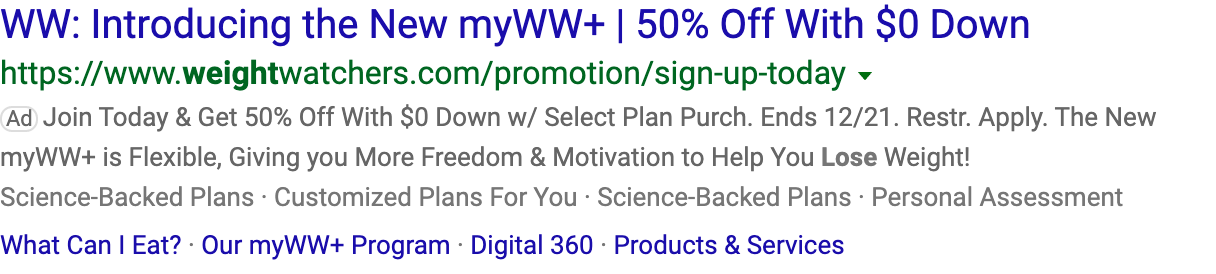 WW: Introducing the New myWW+ | 50% Off With $0 Down
https://www.weightwatchers.com/promotion/sign-up-today
Ad Join Today & Get 50% Off With $0 Down w/ Select Plan Purch. Ends 12/21. Restr. Apply. The New
myWW+ is Flexible, Giving you More Freedom & Motivation to Help You Lose Weight!
Science-Backed Plans · Customized Plans For You · Science-Backed Plans · Personal Assessment
What Can I Eat? · Our myWW+ Program · Digital 360 · Products & Services